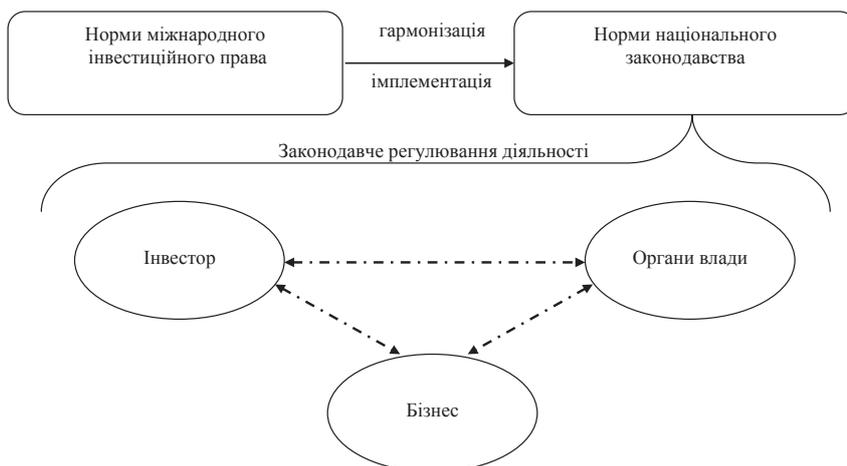 Норми міжнародного
інвестиційного права
гармонізація
імплементація
Норми національного
законодавства
Законодавче регулювання діяльності
Інвестор
Органи влади
Бізнес